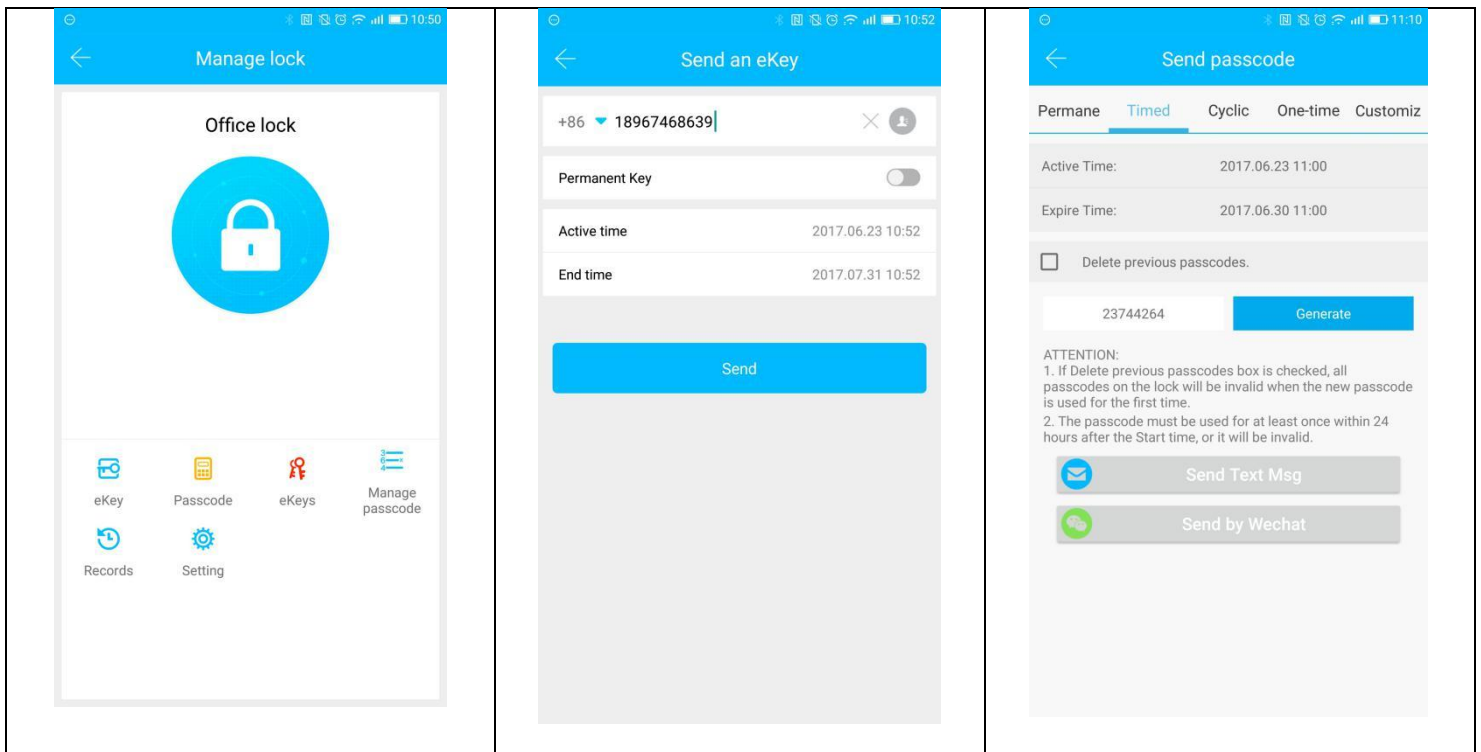 10:50
Manage lock
Office lock
eKey
Passcode
eKeys
Manage
passcode
Records
Setting
10:52
Send an eKey
+86 18967468639
Permanent Key
Active time 2017.06.23 10:52
End time 2017.07.31 10:52
Send
11:10
Send passcode
Permane Timed Cyclic One-time Customiz
Active Time: 2017.06.23 11:00
Expire Time: 2017.06.30 11:00
Delete previous passcodes.
23744264 Generate
ATTENTION:
1. If Delete previous passcodes box is checked, all
passcodes on the lock will be invalid when the new passcode
is used for the first time.
2. The passcode must be used for at least once within 24
hours after the Start time, or it will be invalid.
Send Text Msg
Send by Wechat